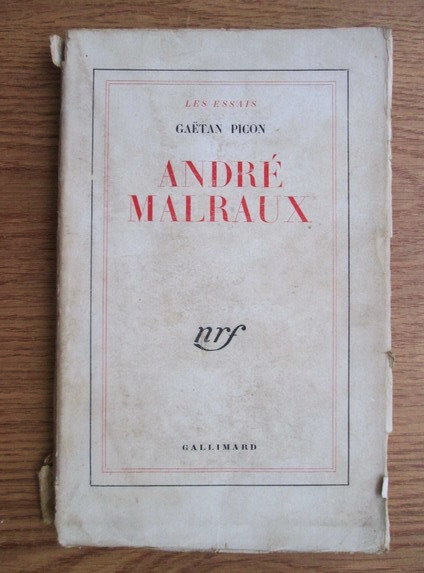 LES ESSAIS
GAËTAN PICON
ANDRÉ
MALRAUX
nrf
GALLIMARD